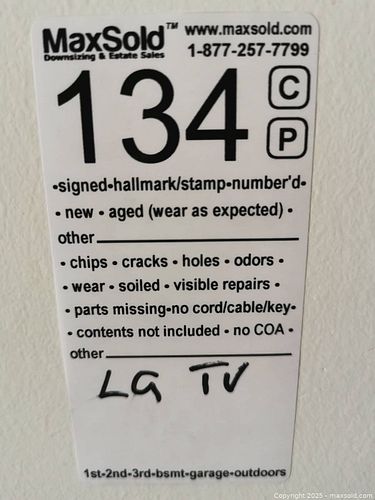 MaxSold™ www.maxsold.com
Downsizing & Estate Sales 1-877-257-7799
134 C
P
•signed-hallmark/stamp-number'd•
• new • aged (wear as expected) •
other
• chips • cracks • holes • odors •
• wear • soiled • visible repairs •
• parts missing-no cord/cable/key•
• contents not included • no COA •
other
LG TV
1st-2nd-3rd-bsmt-garage-outdoors
Copyright 2025 - maxsold.com